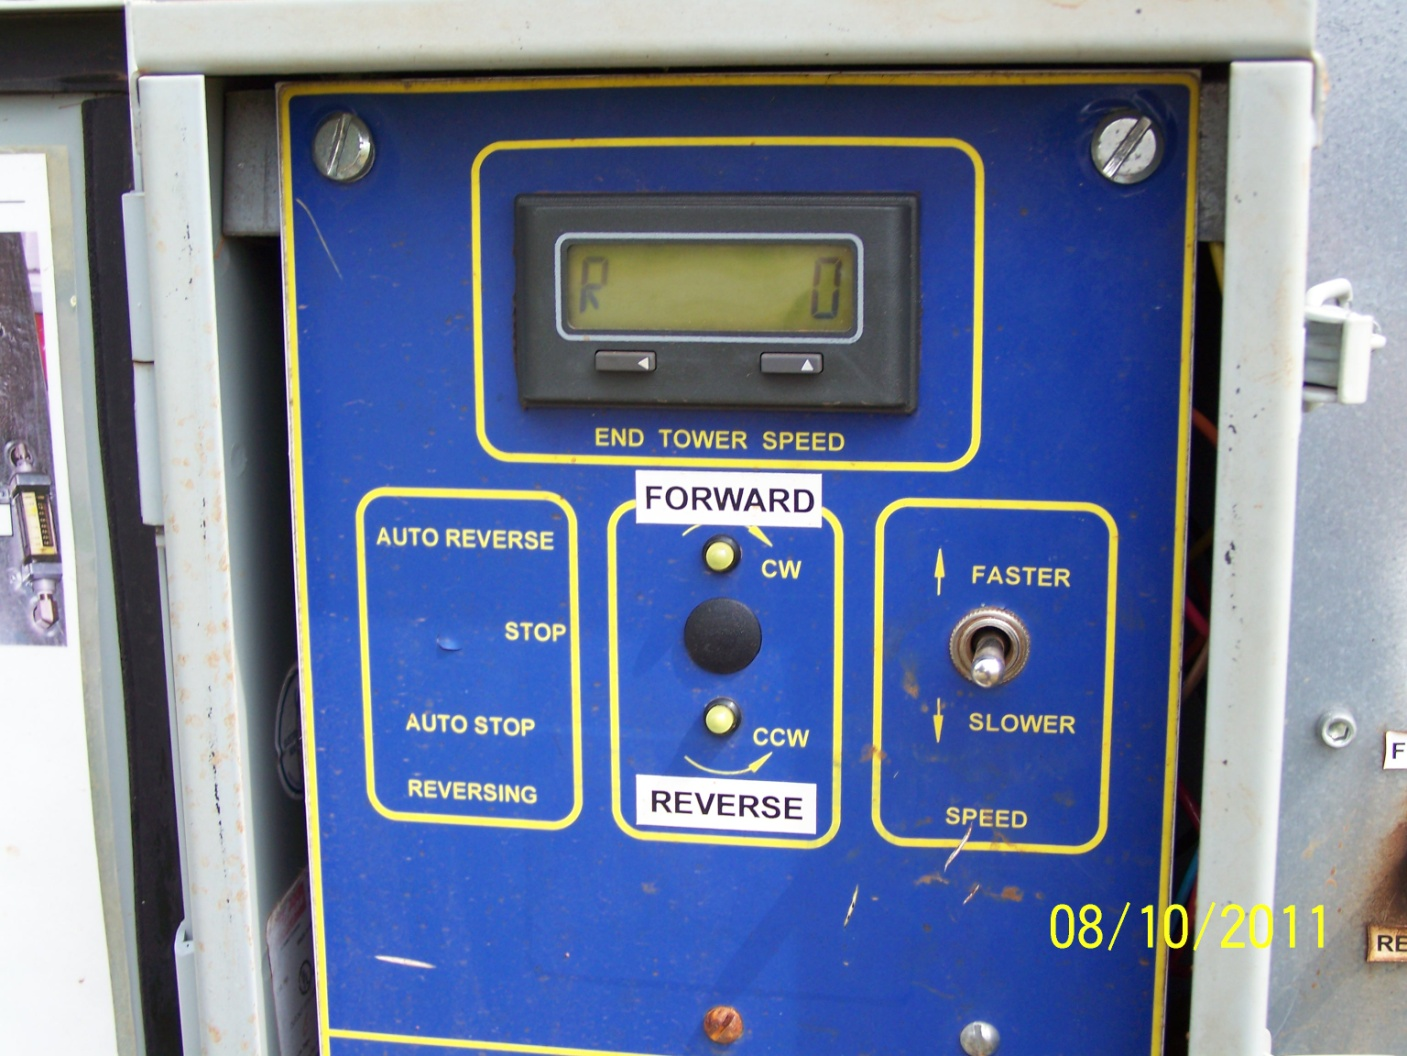 R 0
END TOWER SPEED
FORWARD
AUTO REVERSE
CW
FASTER
STOP
AUTO STOP
CCW
SLOWER
REVERSING
REVERSE
SPEED
08/10/2011
F
RE